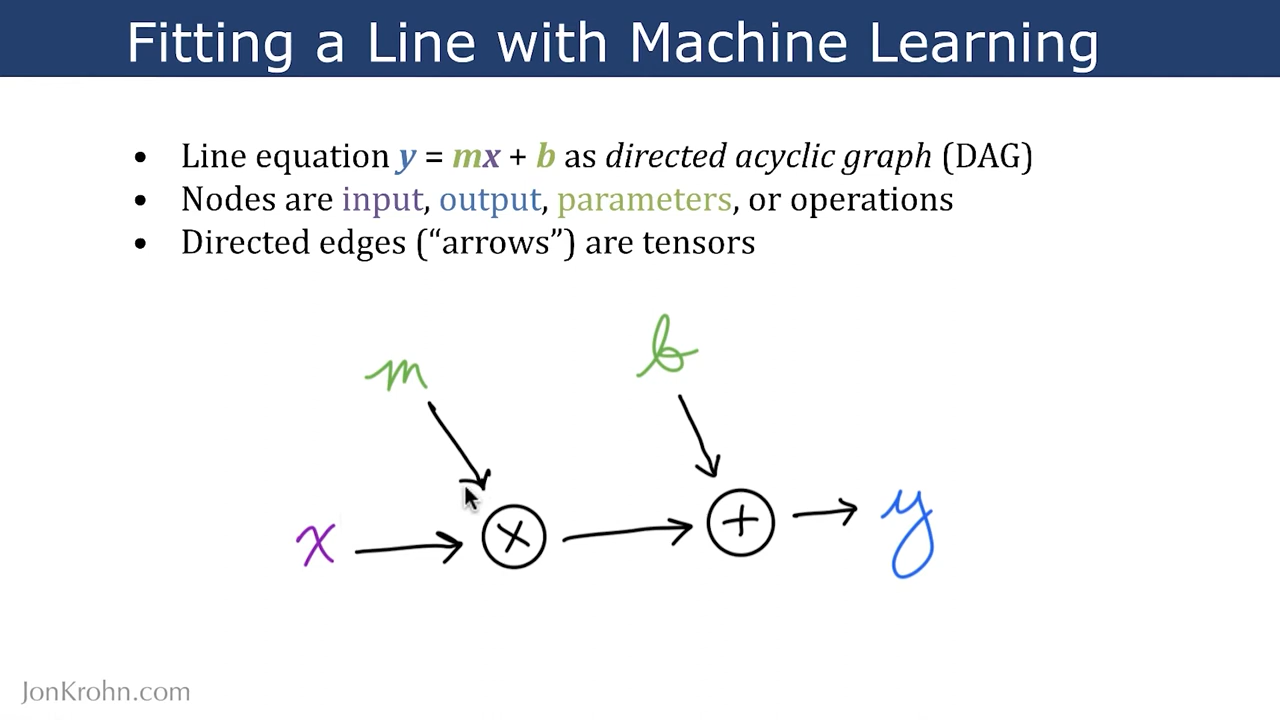 Fitting a Line with Machine Learning
• Line equation y = mx + b as directed acyclic graph (DAG)
• Nodes are input, output, parameters, or operations
• Directed edges (“arrows”) are tensors
m
b
x
×
+
y
JonKrohn.com